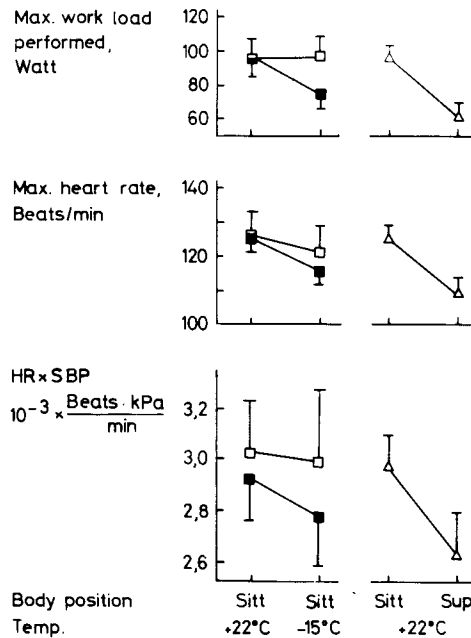 Max. work load
performed,
Watt
120
100
80
60
Max. heart rate,
Beats/min
140
120
100
HR x SBP
10⁻³ x Beats · kPa
min
3,2
3,0
2,8
2,6
Body position
Sitt Sitt Sitt Sup
Temp.
+22°C -15°C +22°C